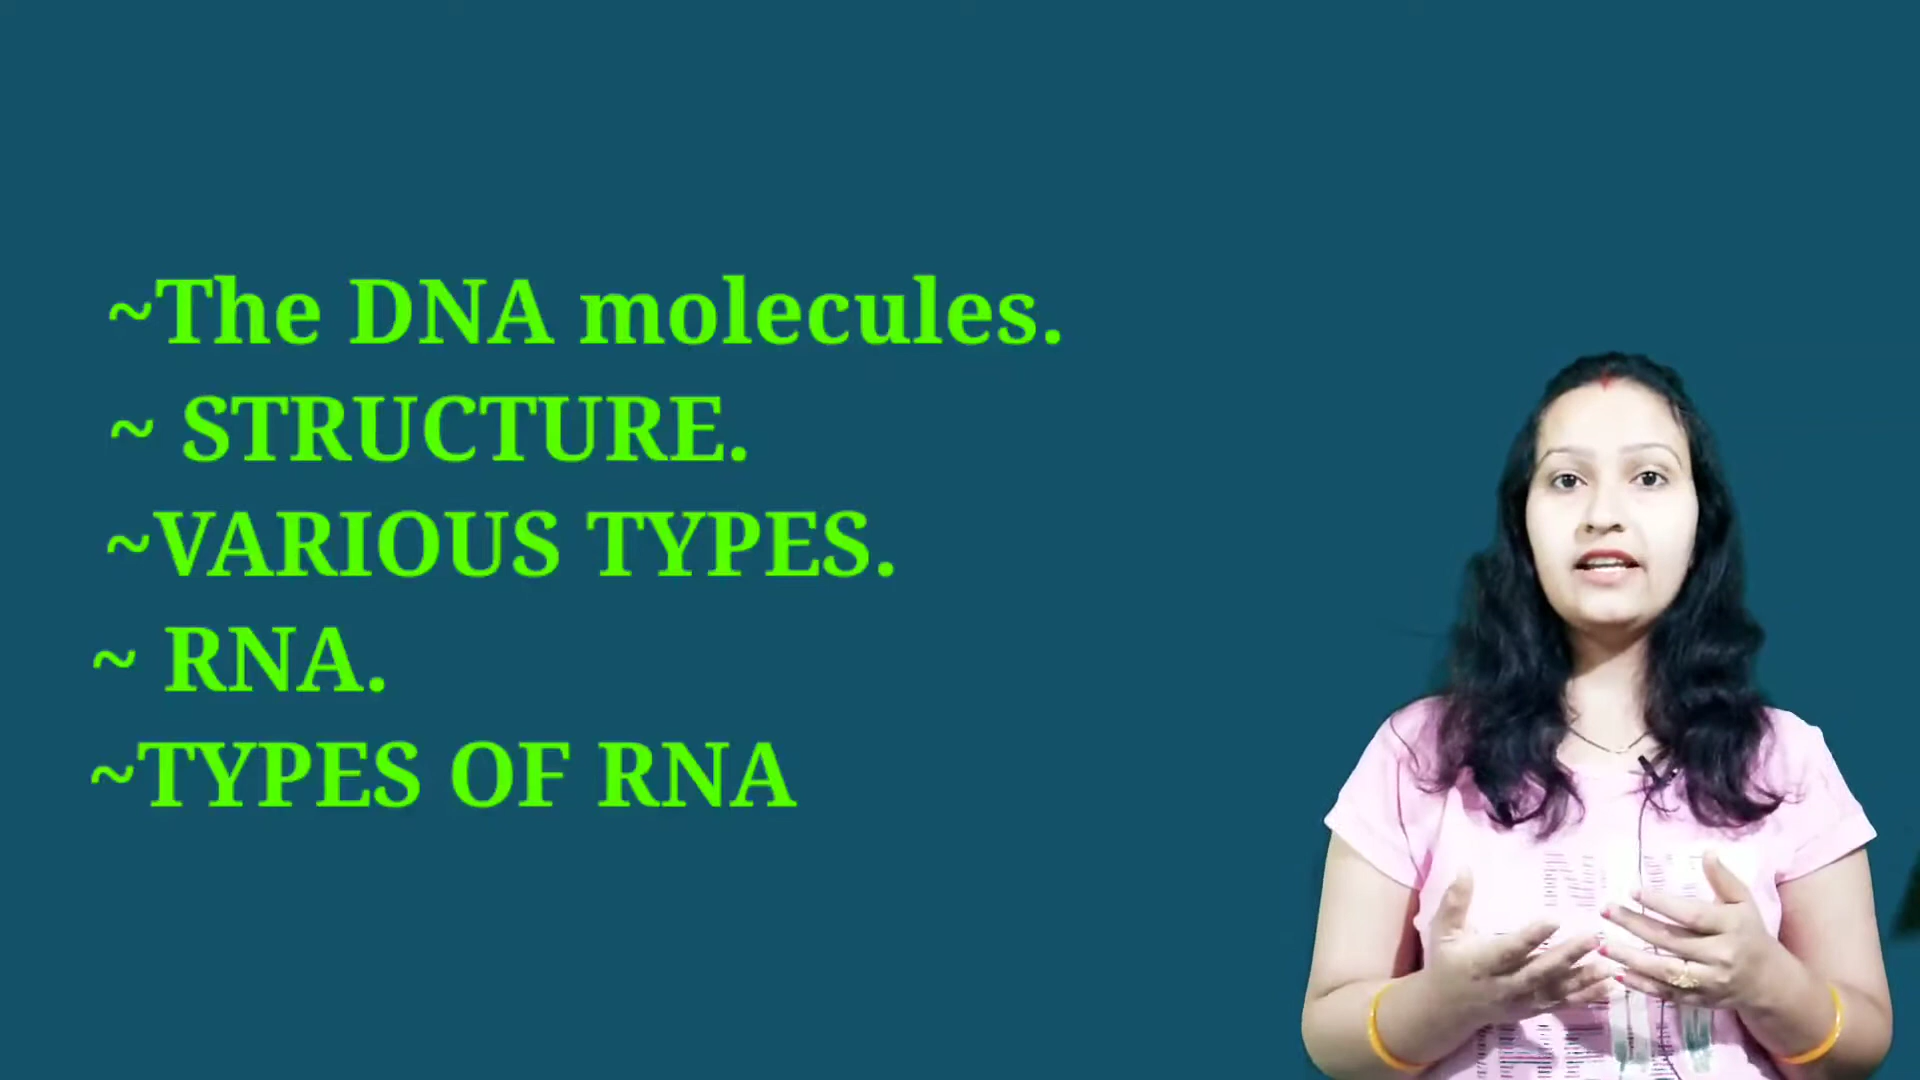 ~The DNA molecules.
~ STRUCTURE.
~VARIOUS TYPES.
~ RNA.
~TYPES OF RNA